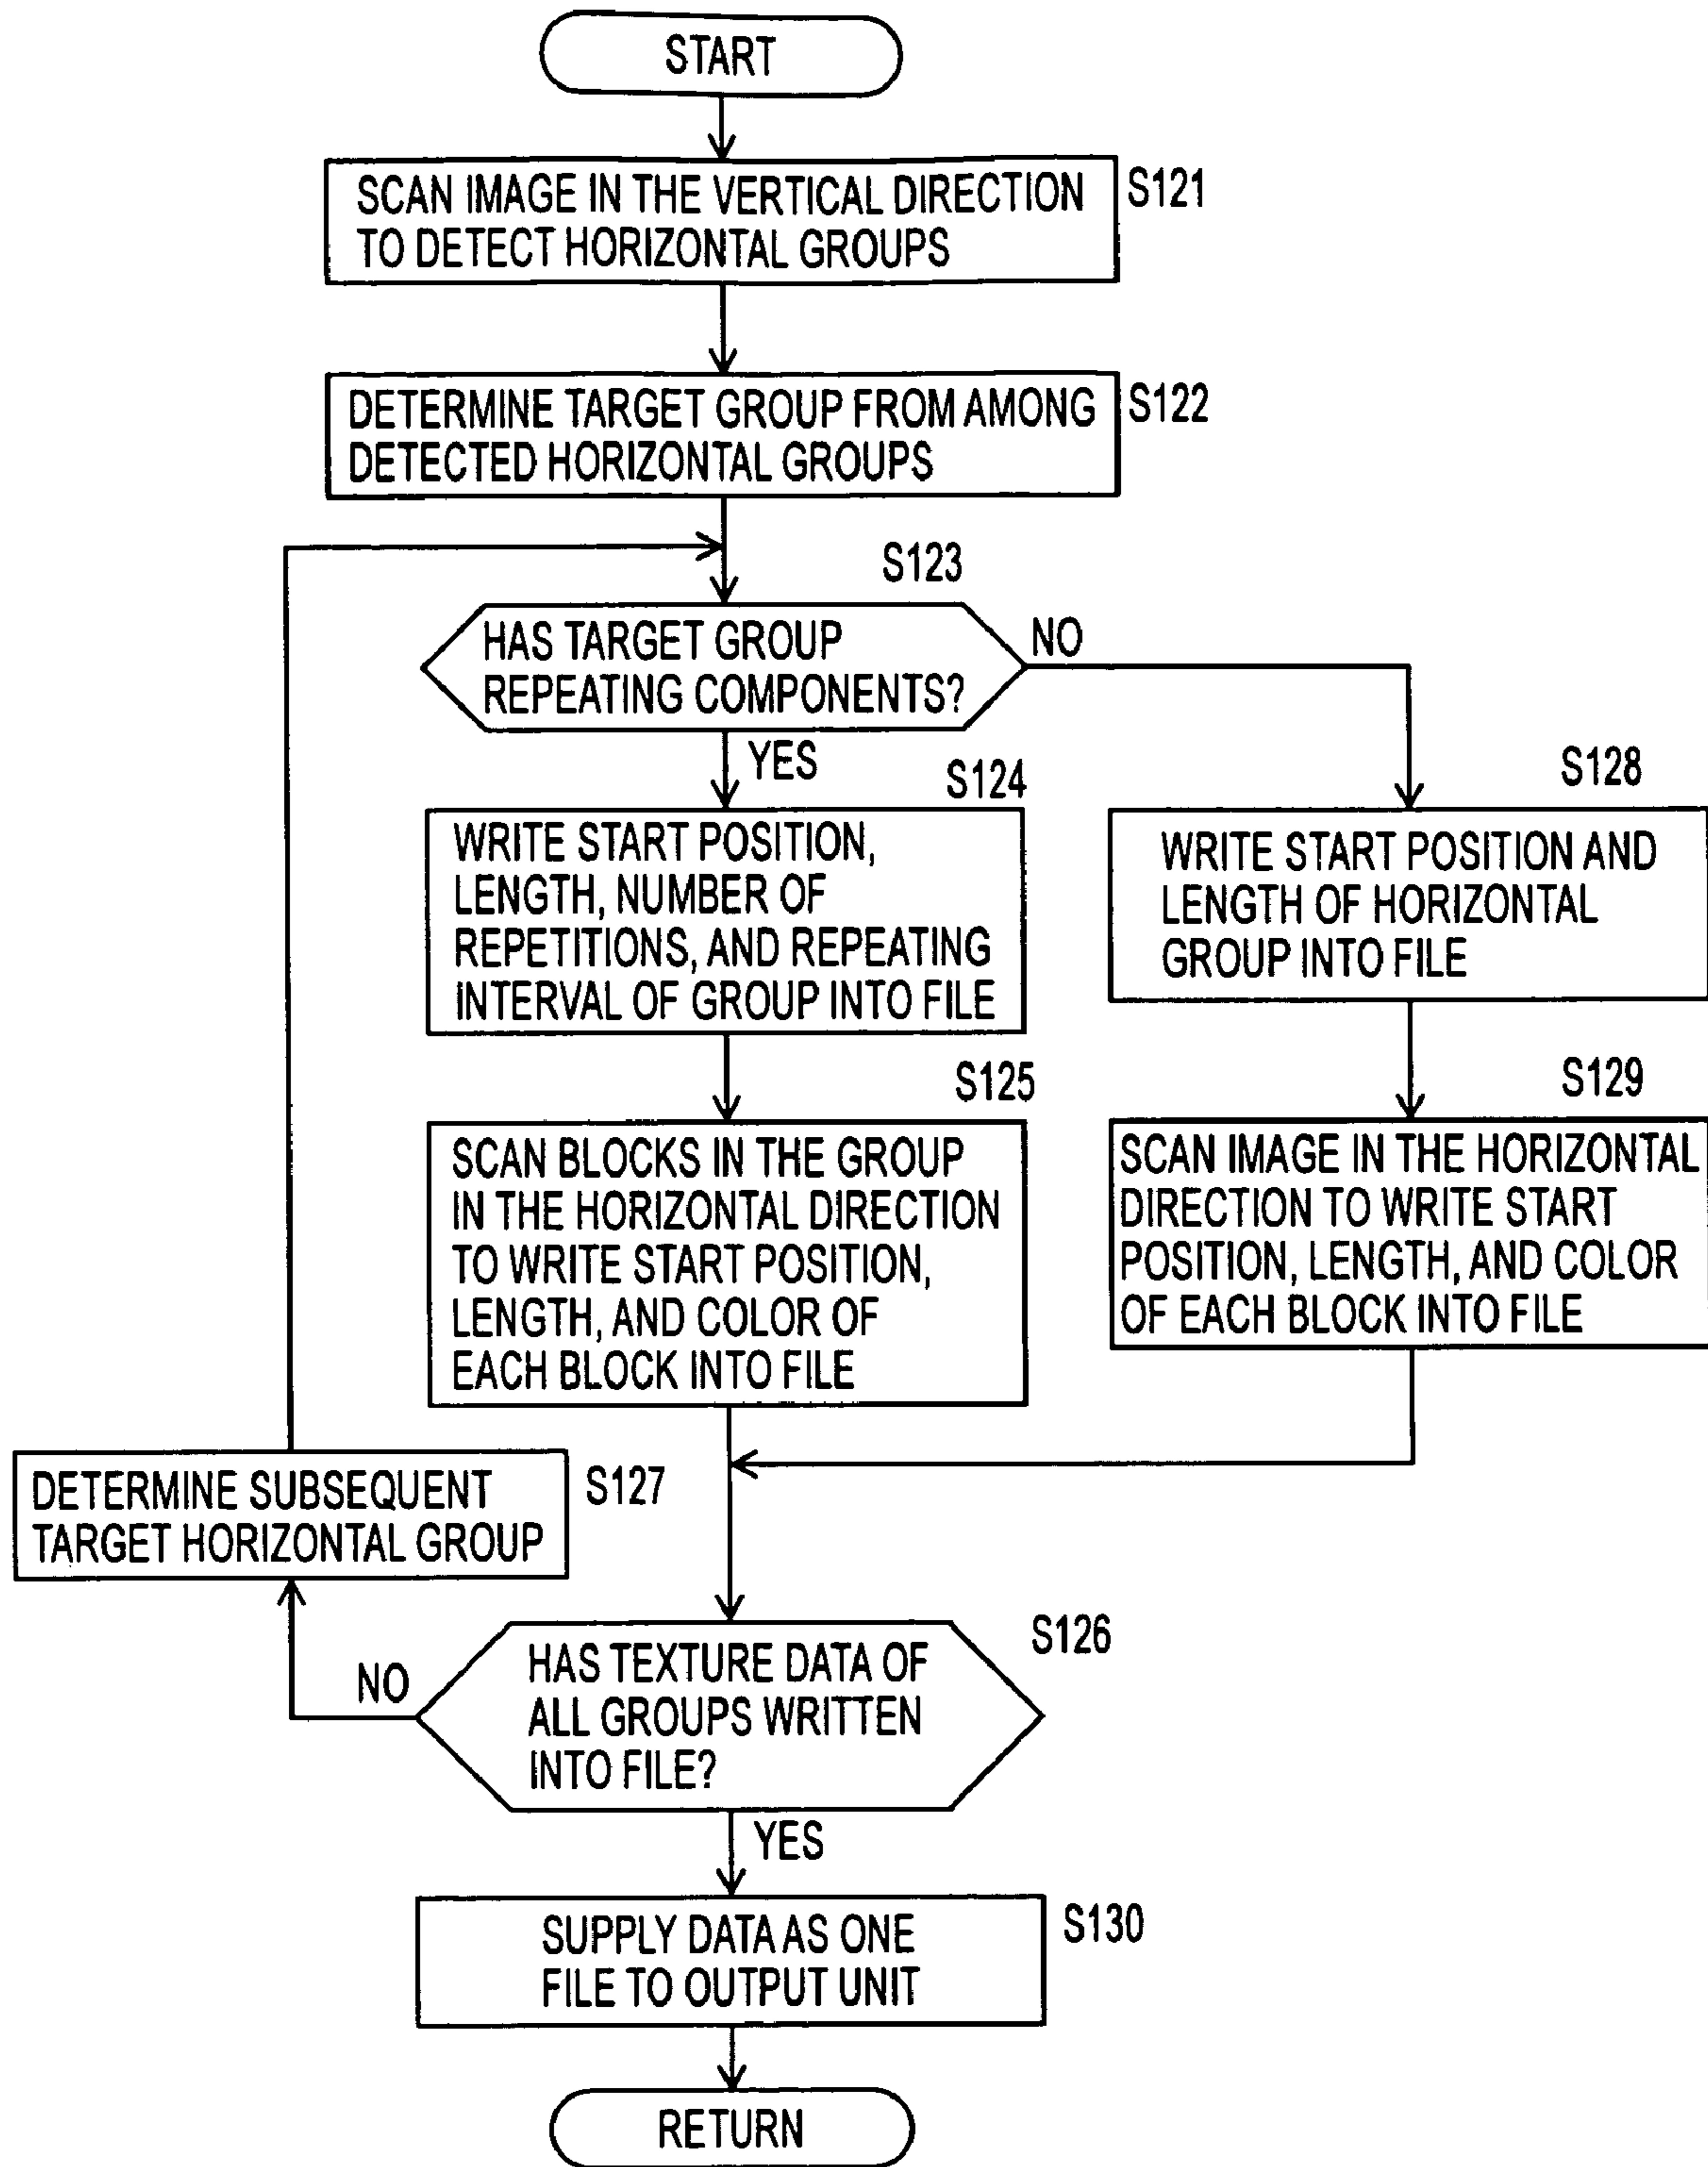 START
SCAN IMAGE IN THE VERTICAL DIRECTION
TO DETECT HORIZONTAL GROUPS
S121
DETERMINE TARGET GROUP FROM AMONG
DETECTED HORIZONTAL GROUPS
S122
S123
HAS TARGET GROUP
REPEATING COMPONENTS?
NO
YES
S124
WRITE START POSITION,
LENGTH, NUMBER OF
REPETITIONS, AND REPEATING
INTERVAL OF GROUP INTO FILE
S128
WRITE START POSITION AND
LENGTH OF HORIZONTAL
GROUP INTO FILE
S125
SCAN BLOCKS IN THE GROUP
IN THE HORIZONTAL DIRECTION
TO WRITE START POSITION,
LENGTH, AND COLOR OF
EACH BLOCK INTO FILE
S129
SCAN IMAGE IN THE HORIZONTAL
DIRECTION TO WRITE START
POSITION, LENGTH, AND COLOR
OF EACH BLOCK INTO FILE
DETERMINE SUBSEQUENT
TARGET HORIZONTAL GROUP
S127
S126
HAS TEXTURE DATA OF
ALL GROUPS WRITTEN
INTO FILE?
NO
YES
SUPPLY DATA AS ONE
FILE TO OUTPUT UNIT
S130
RETURN